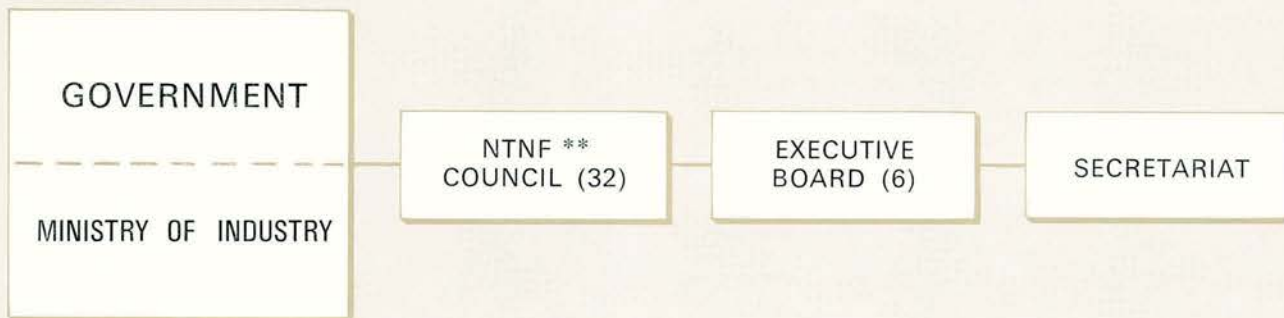 GOVERNMENT
MINISTRY OF INDUSTRY
NTNF **
COUNCIL (32)
EXECUTIVE
BOARD (6)
SECRETARIAT